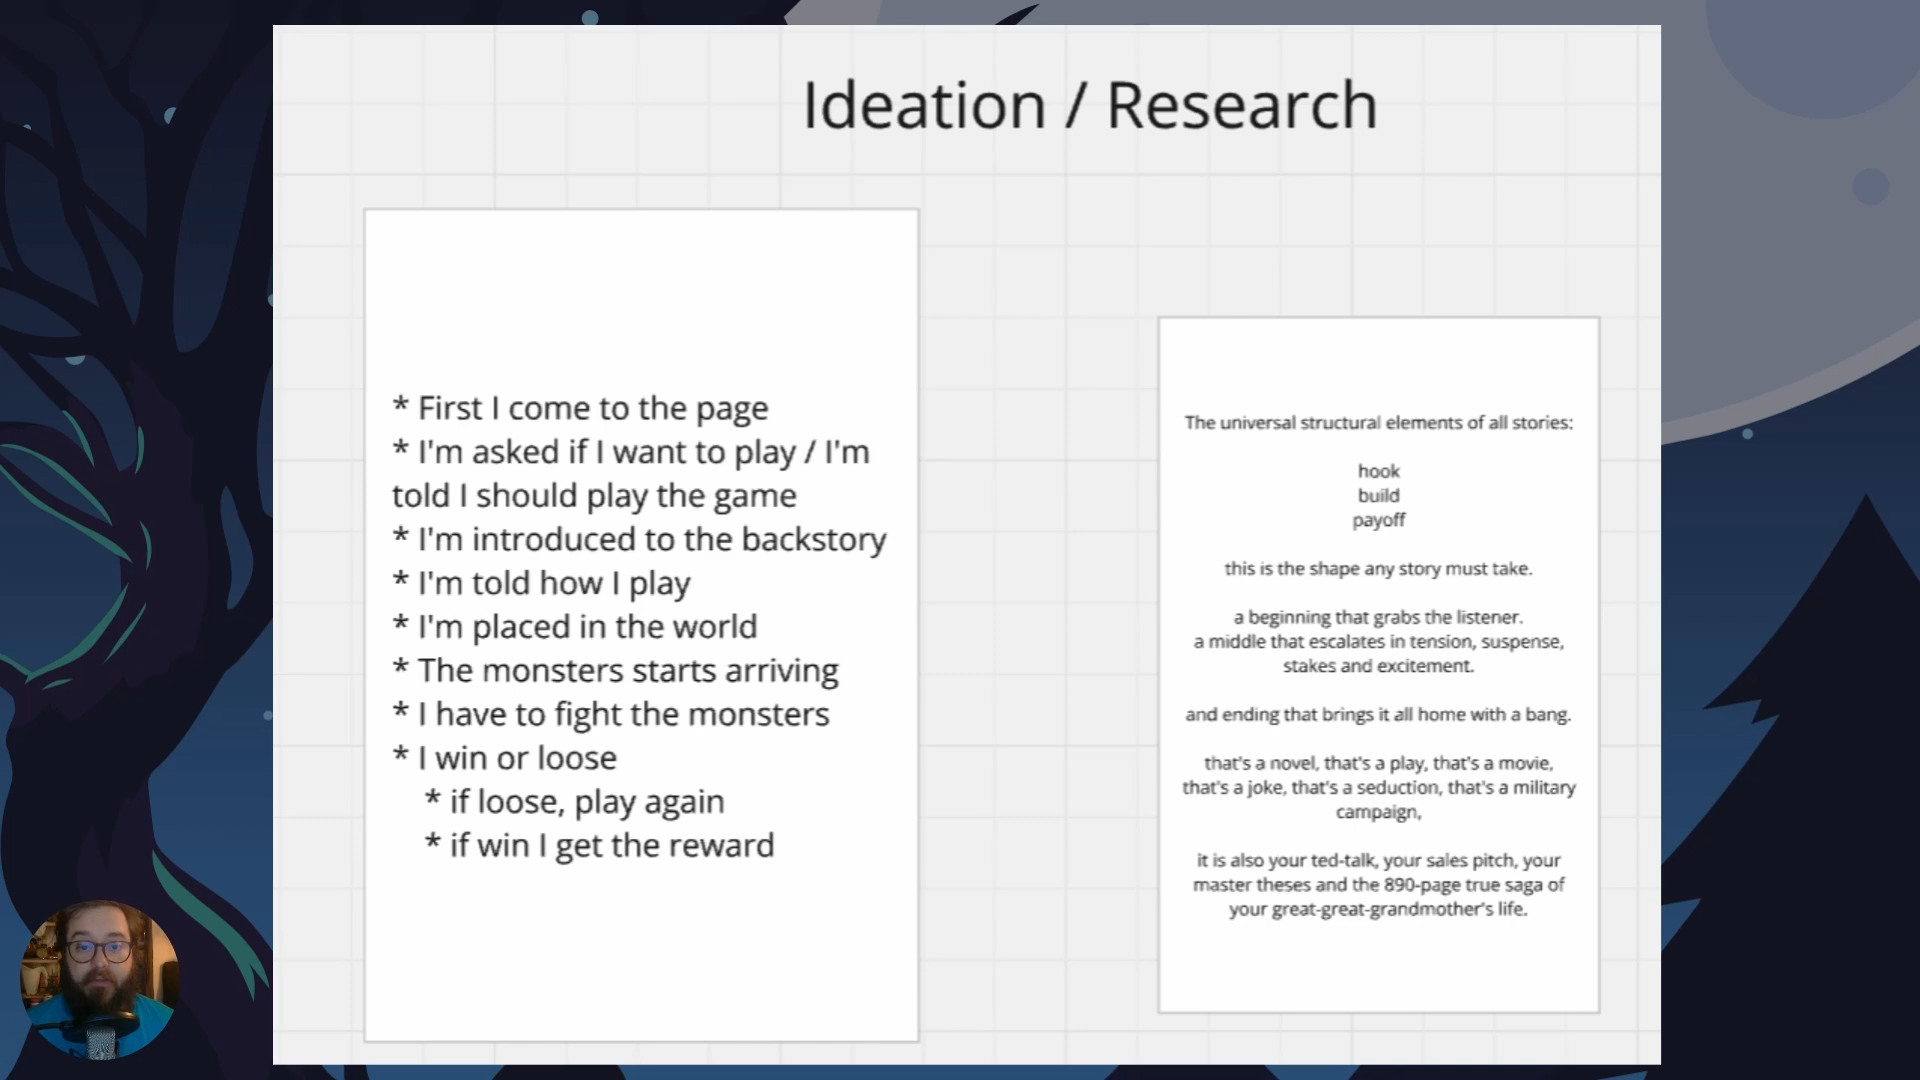 Ideation / Research
* First I come to the page
* I'm asked if I want to play / I'm
told I should play the game
* I'm introduced to the backstory
* I'm told how I play
* I'm placed in the world
* The monsters starts arriving
* I have to fight the monsters
* I win or loose
* if loose, play again
* if win I get the reward
The universal structural elements of all stories:
hook
build
payoff
this is the shape any story must take.
a beginning that grabs the listener.
a middle that escalates in tension, suspense,
stakes and excitement.
and ending that brings it all home with a bang.
that's a novel, that's a play, that's a movie,
that's a joke, that's a seduction, that's a military
campaign,
it is also your ted-talk, your sales pitch, your
master theses and the 890-page true saga of
your great-great-grandmother's life.